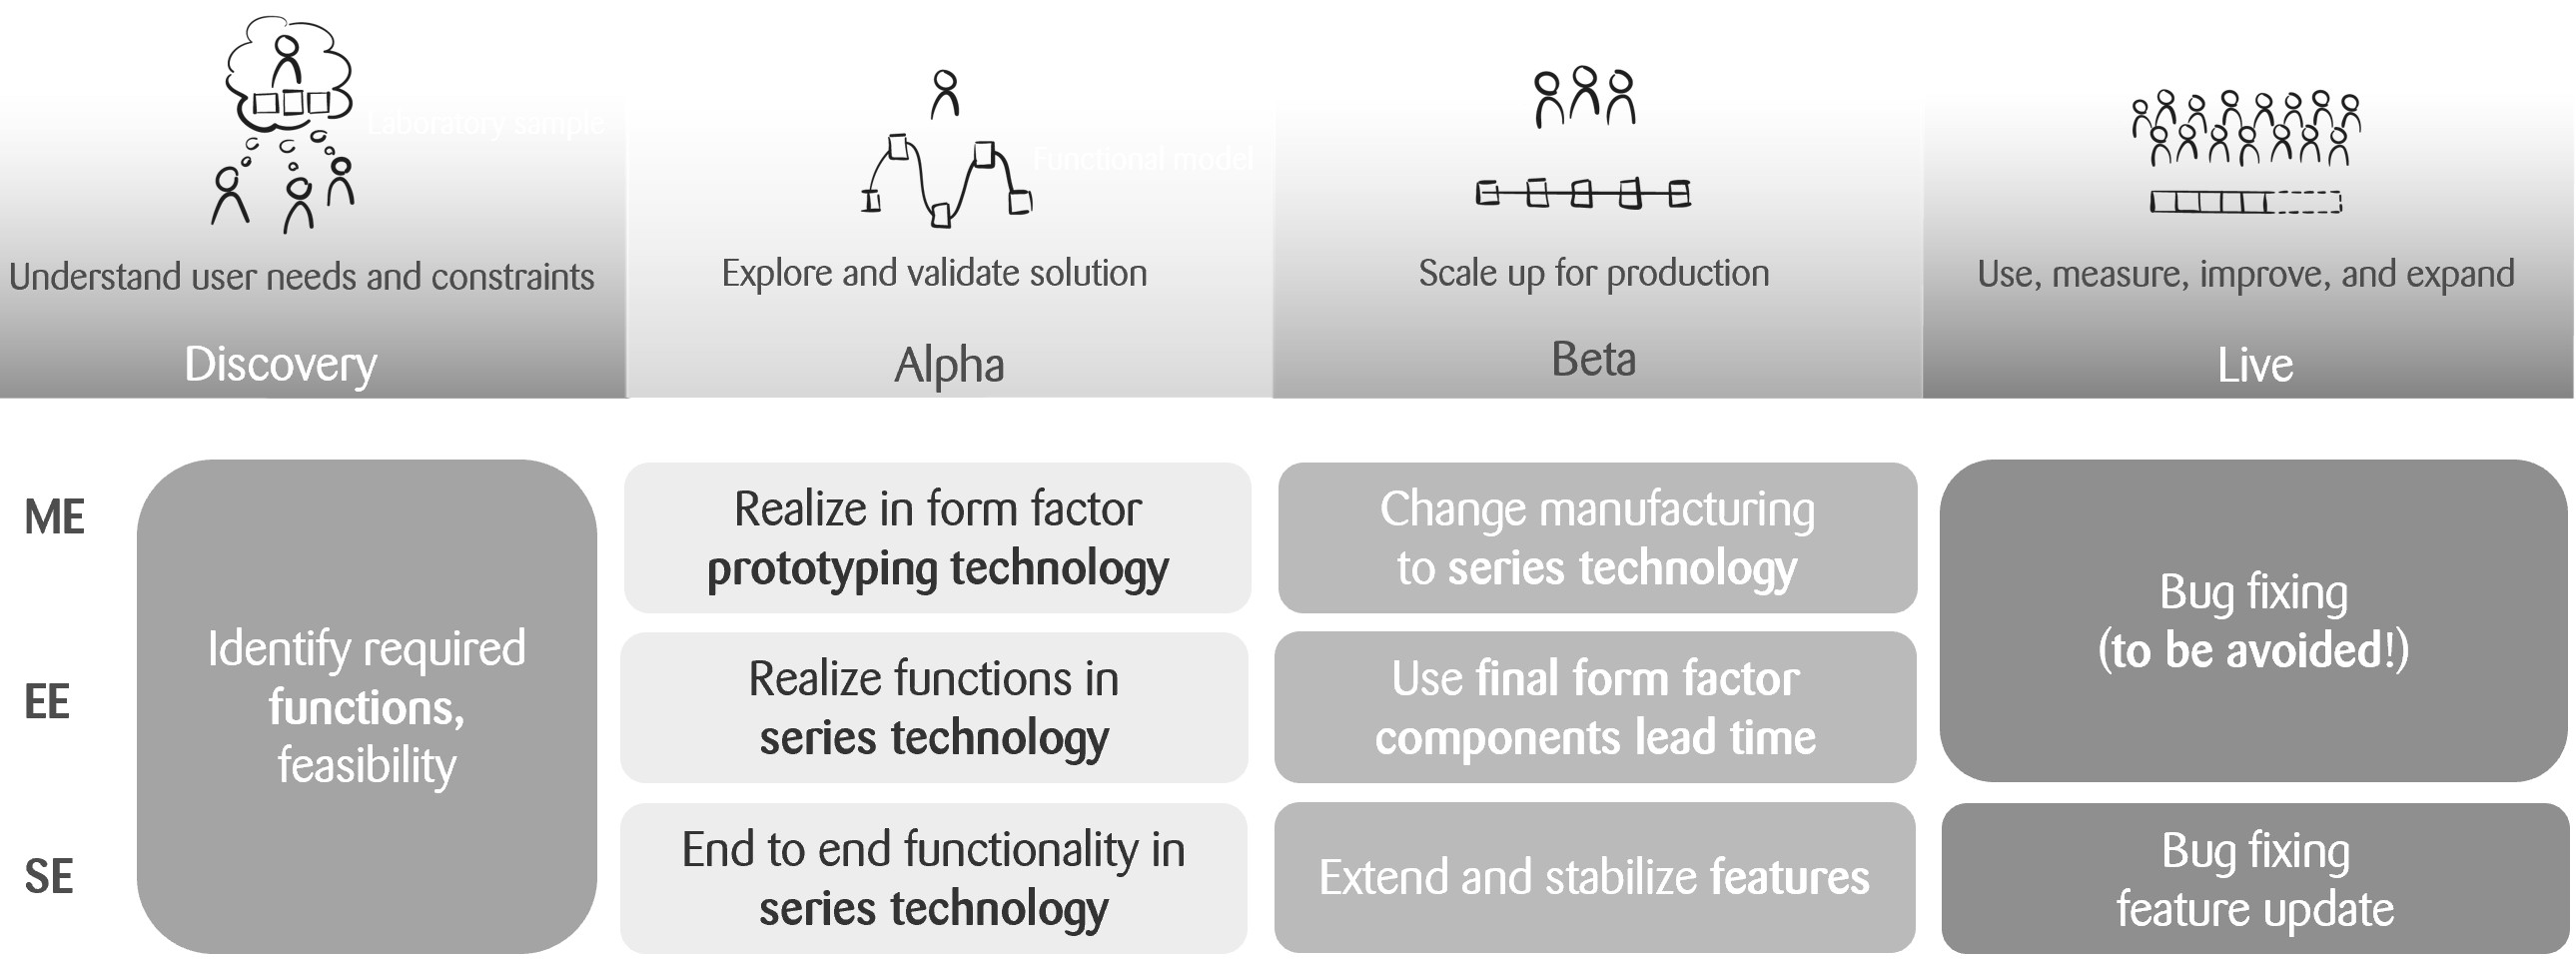 Laboratory sample
Functional model
Understand user needs and constraints
Explore and validate solution
Scale up for production
Use, measure, improve, and expand
Discovery
Alpha
Beta
Live
ME
Realize in form factor
prototyping technology
Change manufacturing
to series technology
Bug fixing
(to be avoided!)
EE
Identify required
functions,
feasibility
Realize functions in
series technology
Use final form factor
components lead time
SE
End to end functionality in
series technology
Extend and stabilize features
Bug fixing
feature update